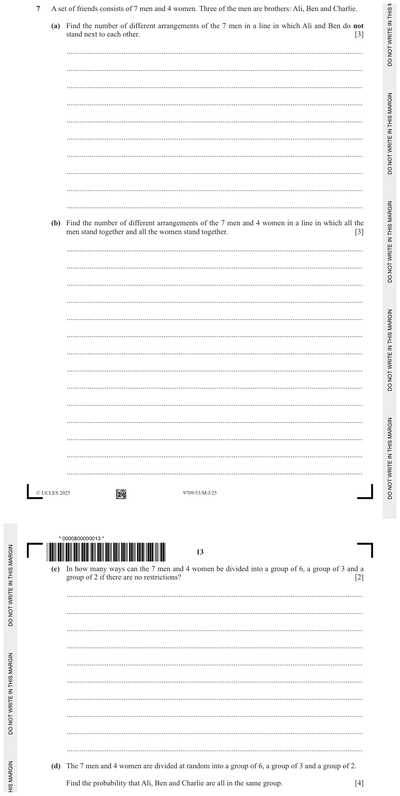 7 A set of friends consists of 7 men and 4 women. Three of the men are brothers: Ali, Ben and Charlie.
(a) Find the number of different arrangements of the 7 men in a line in which Ali and Ben do not
stand next to each other. [3]
(b) Find the number of different arrangements of the 7 men and 4 women in a line in which all the
men stand together and all the women stand together. [3]
© UCLES 2025 9709/53/M/J/25
DO NOT WRITE IN THIS MARGIN
DO NOT WRITE IN THIS MARGIN
DO NOT WRITE IN THIS MARGIN
DO NOT WRITE IN THIS MARGIN
DO NOT WRITE IN THIS M
* 0000800000013 *
13
(c) In how many ways can the 7 men and 4 women be divided into a group of 6, a group of 3 and a
group of 2 if there are no restrictions? [2]
(d) The 7 men and 4 women are divided at random into a group of 6, a group of 3 and a group of 2.
Find the probability that Ali, Ben and Charlie are all in the same group. [4]
DO NOT WRITE IN THIS MARGIN
DO NOT WRITE IN THIS MARGIN
HIS MARGIN